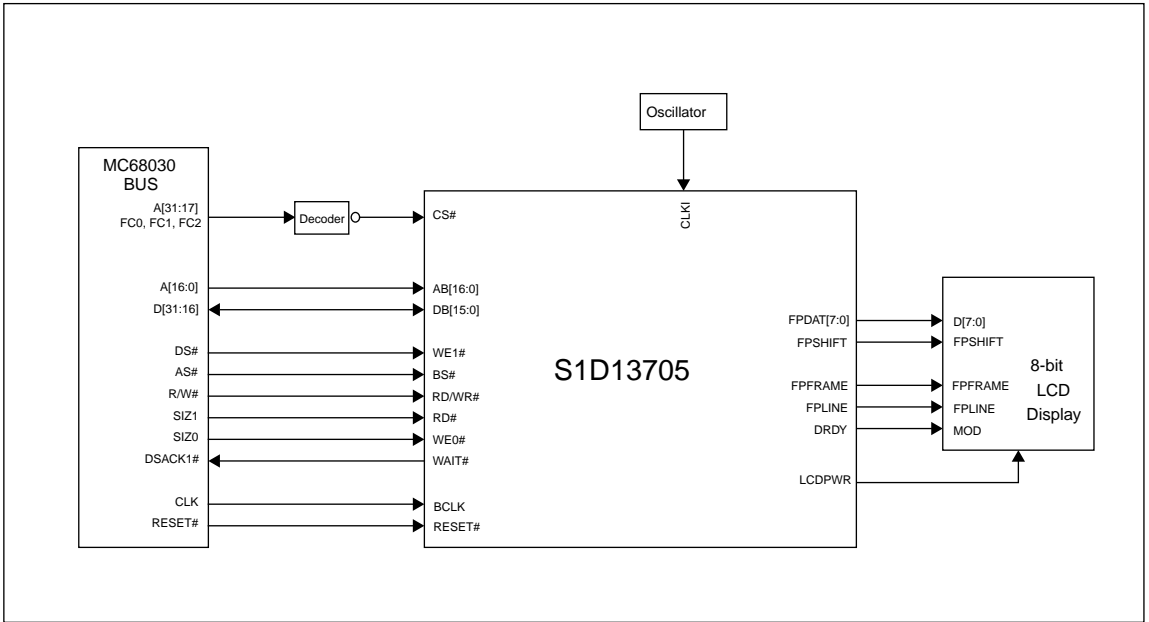 Oscillator
CLKI
MC68030
BUS
A[31:17]
FC0, FC1, FC2
Decoder
CS#
A[16:0]
AB[16:0]
D[31:16]
DB[15:0]
DS#
WE1#
AS#
BS#
R/W#
RD/WR#
SIZ1
RD#
SIZ0
WE0#
DSACK1#
WAIT#
CLK
BCLK
RESET#
RESET#
S1D13705
FPDAT[7:0]
D[7:0]
FPSHIFT
FPSHIFT
FPFRAME
FPFRAME
FPLINE
FPLINE
DRDY
MOD
LCDPWR
8-bit
LCD
Display